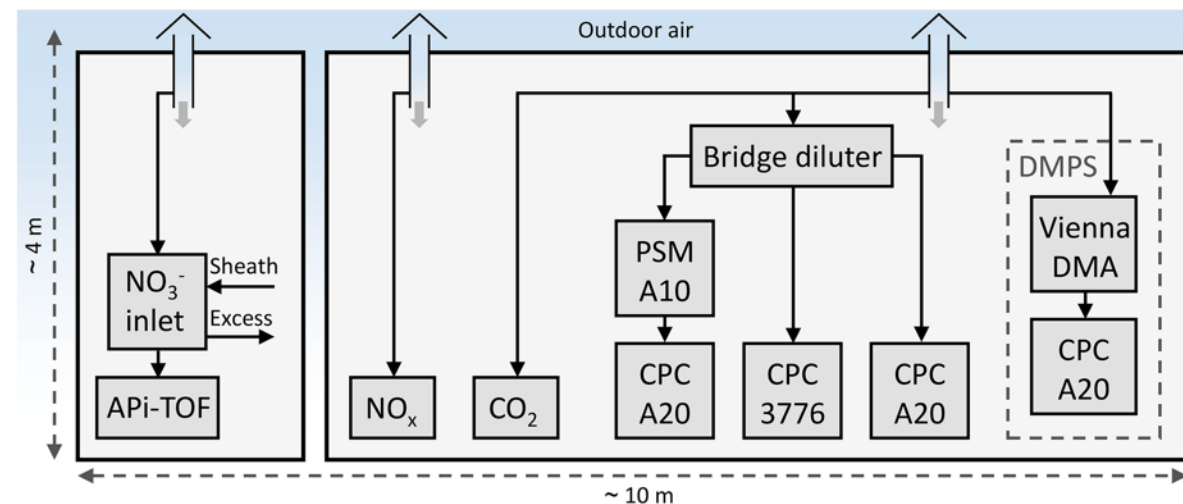 Outdoor air
~ 4 m
NO₃⁻
inlet
Sheath
Excess
APi-TOF
NOₓ
CO₂
Bridge diluter
PSM
A10
CPC
A20
CPC
3776
CPC
A20
DMPS
Vienna
DMA
CPC
A20
~ 10 m